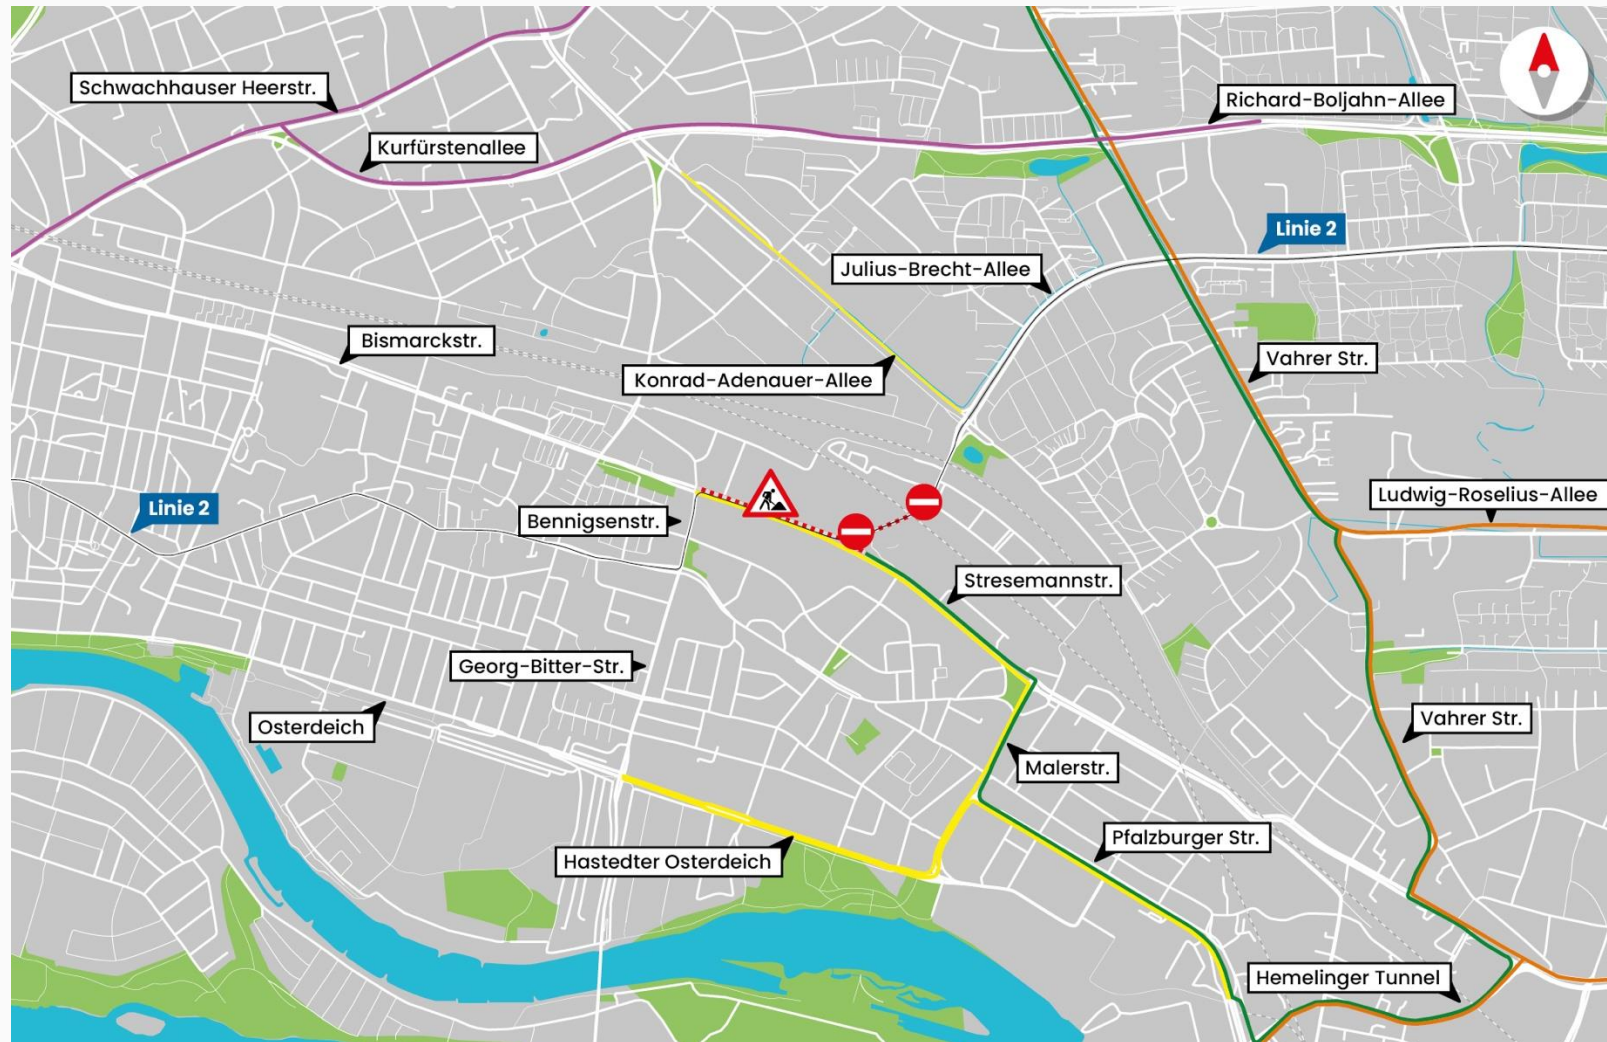 Schwachhauser Heerstr.
Richard-Boljahn-Allee
Kurfürstenallee
Linie 2
Julius-Brecht-Allee
Bismarckstr.
Vahrer Str.
Konrad-Adenauer-Allee
Ludwig-Roselius-Allee
Linie 2
Bennigsenstr.
Stresemannstr.
Georg-Bitter-Str.
Vahrer Str.
Osterdeich
Malerstr.
Pfalzburger Str.
Hastedter Osterdeich
Hemelinger Tunnel